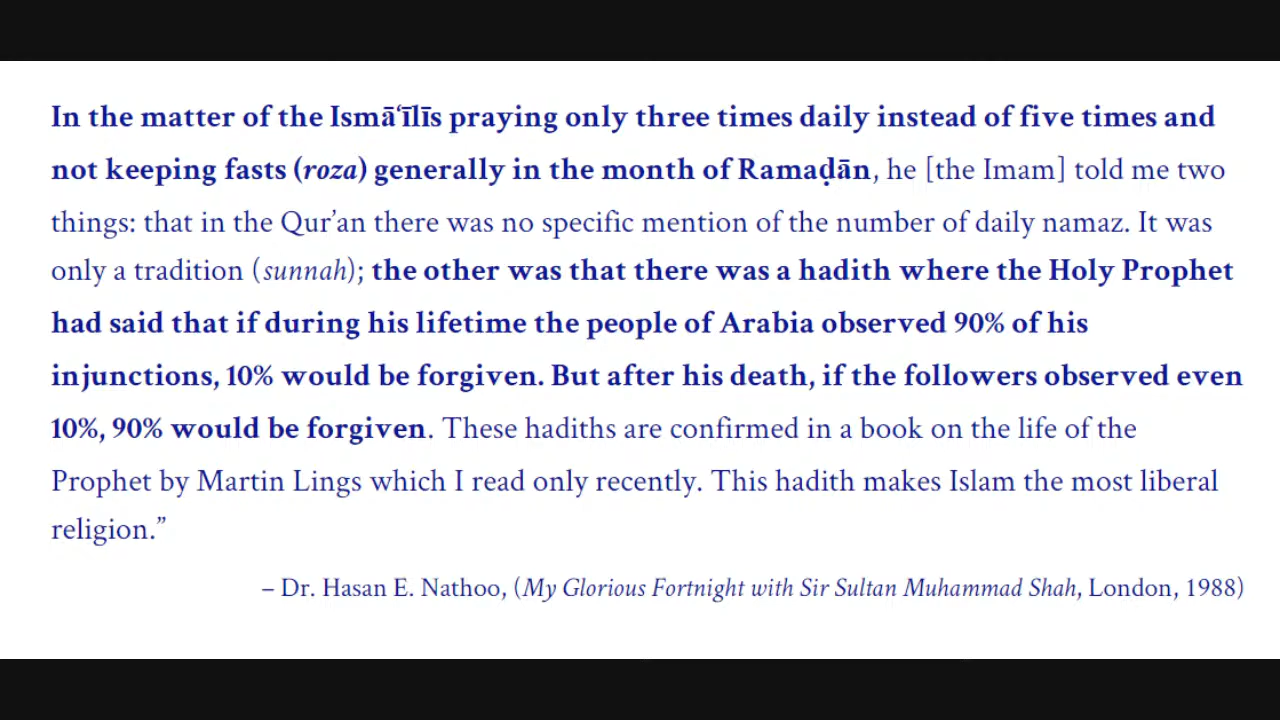 In the matter of the Ismāʿīlīs praying only three times daily instead of five times and
not keeping fasts (roza) generally in the month of Ramaḍān, he [the Imam] told me two
things: that in the Qur’an there was no specific mention of the number of daily namaz. It was
only a tradition (sunnah); the other was that there was a hadith where the Holy Prophet
had said that if during his lifetime the people of Arabia observed 90% of his
injunctions, 10% would be forgiven. But after his death, if the followers observed even
10%, 90% would be forgiven. These hadiths are confirmed in a book on the life of the
Prophet by Martin Lings which I read only recently. This hadith makes Islam the most liberal
religion.”
– Dr. Hasan E. Nathoo, (My Glorious Fortnight with Sir Sultan Muhammad Shah, London, 1988)